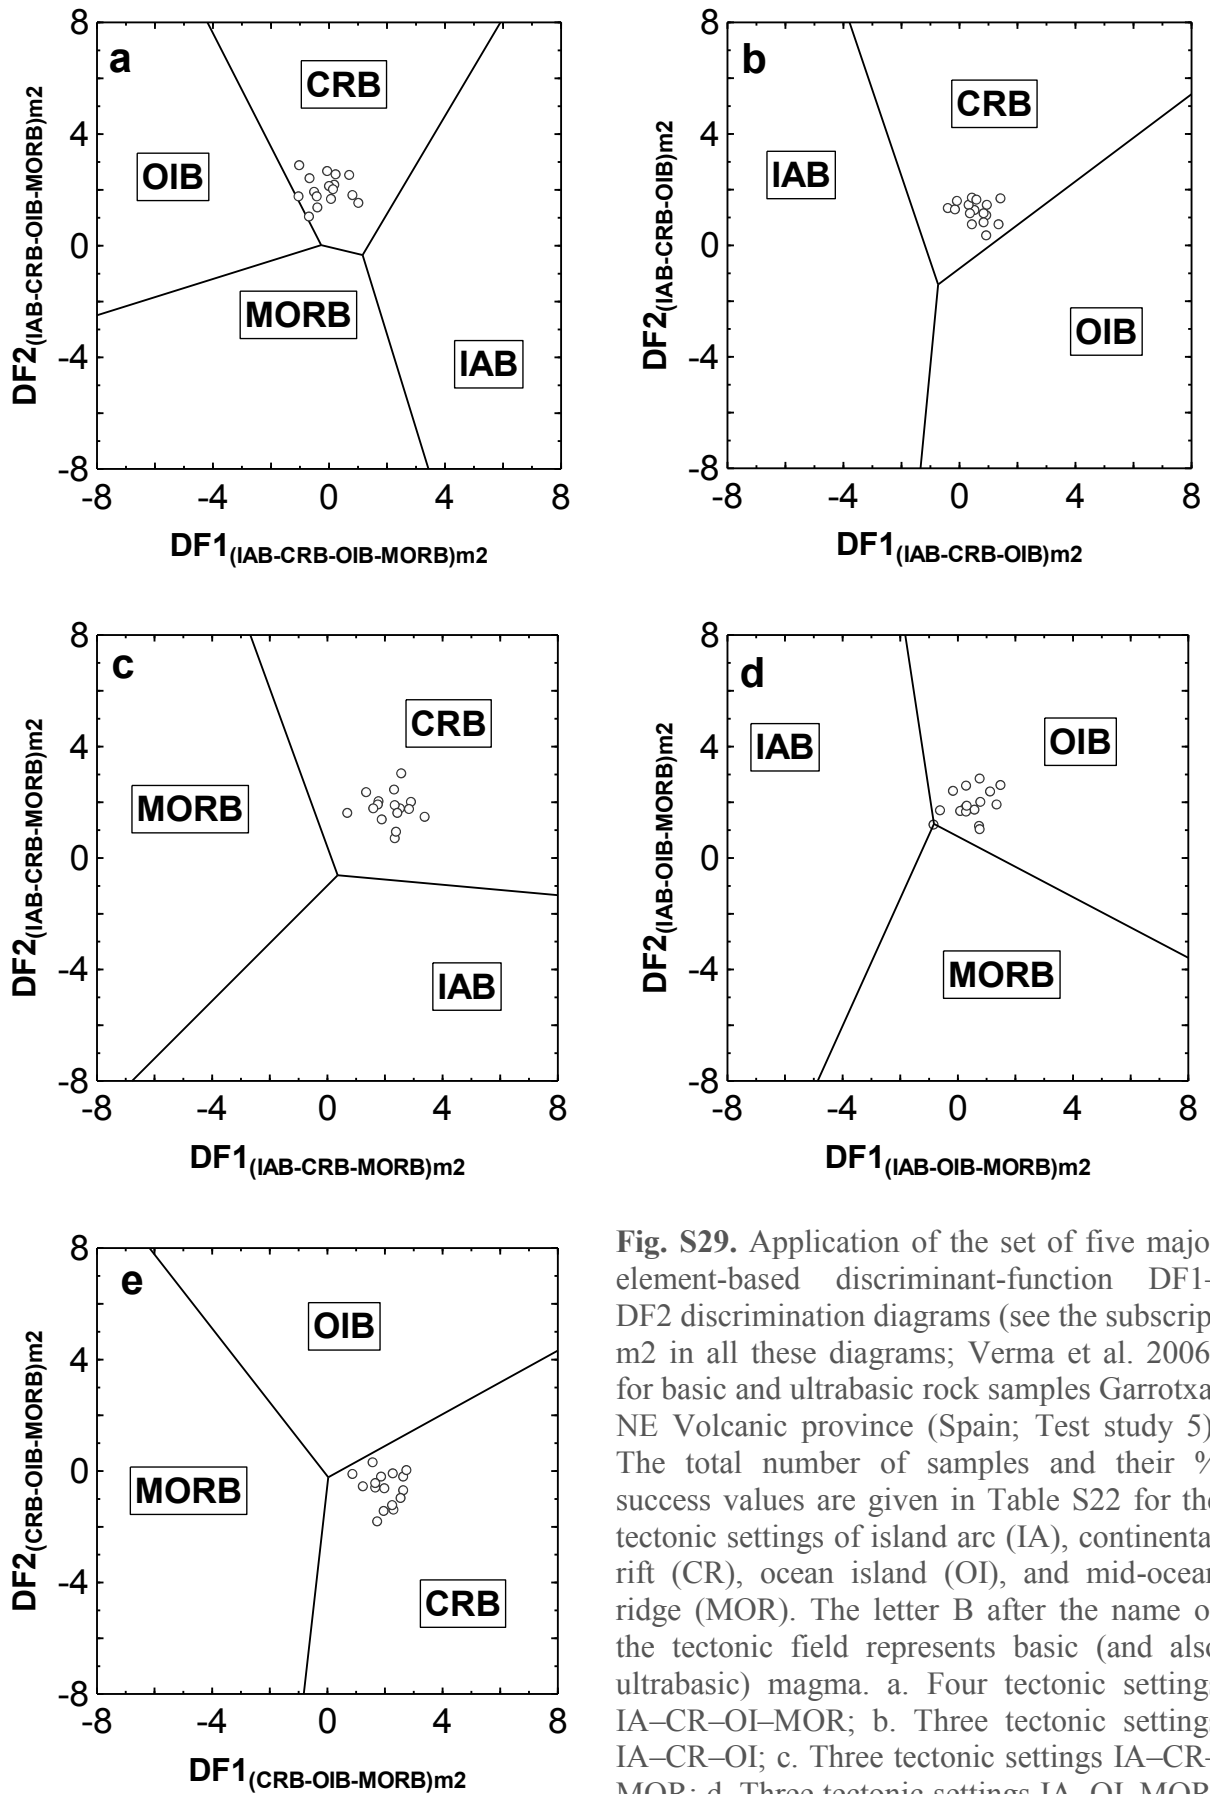 a
8
4
0
-4
-8
-8
-4
0
4
8
CRB
OIB
MORB
IAB
DF2(IAB-CRB-OIB-MORB)m2
DF1(IAB-CRB-OIB-MORB)m2
b
8
4
0
-4
-8
-8
-4
0
4
8
CRB
IAB
OIB
DF2(IAB-CRB-OIB)m2
DF1(IAB-CRB-OIB)m2
c
8
4
0
-4
-8
-8
-4
0
4
8
CRB
MORB
IAB
DF2(IAB-CRB-MORB)m2
DF1(IAB-CRB-MORB)m2
d
8
4
0
-4
-8
-8
-4
0
4
8
IAB
OIB
MORB
DF2(IAB-OIB-MORB)m2
DF1(IAB-OIB-MORB)m2
e
8
4
0
-4
-8
-8
-4
0
4
8
OIB
MORB
CRB
DF2(CRB-OIB-MORB)m2
DF1(CRB-OIB-MORB)m2
Fig. S29. Application of the set of five major
element-based discriminant-function DF1–
DF2 discrimination diagrams (see the subscrip
m2 in all these diagrams; Verma et al. 2006
for basic and ultrabasic rock samples Garrotxa
NE Volcanic province (Spain; Test study 5)
The total number of samples and their %
success values are given in Table S22 for the
tectonic settings of island arc (IA), continenta
rift (CR), ocean island (OI), and mid-ocean
ridge (MOR). The letter B after the name o
the tectonic field represents basic (and also
ultrabasic) magma. a. Four tectonic setting
IA–CR–OI–MOR; b. Three tectonic setting
IA–CR–OI; c. Three tectonic settings IA–CR–
MOR; d. Three tectonic settings IA–OI–MOR